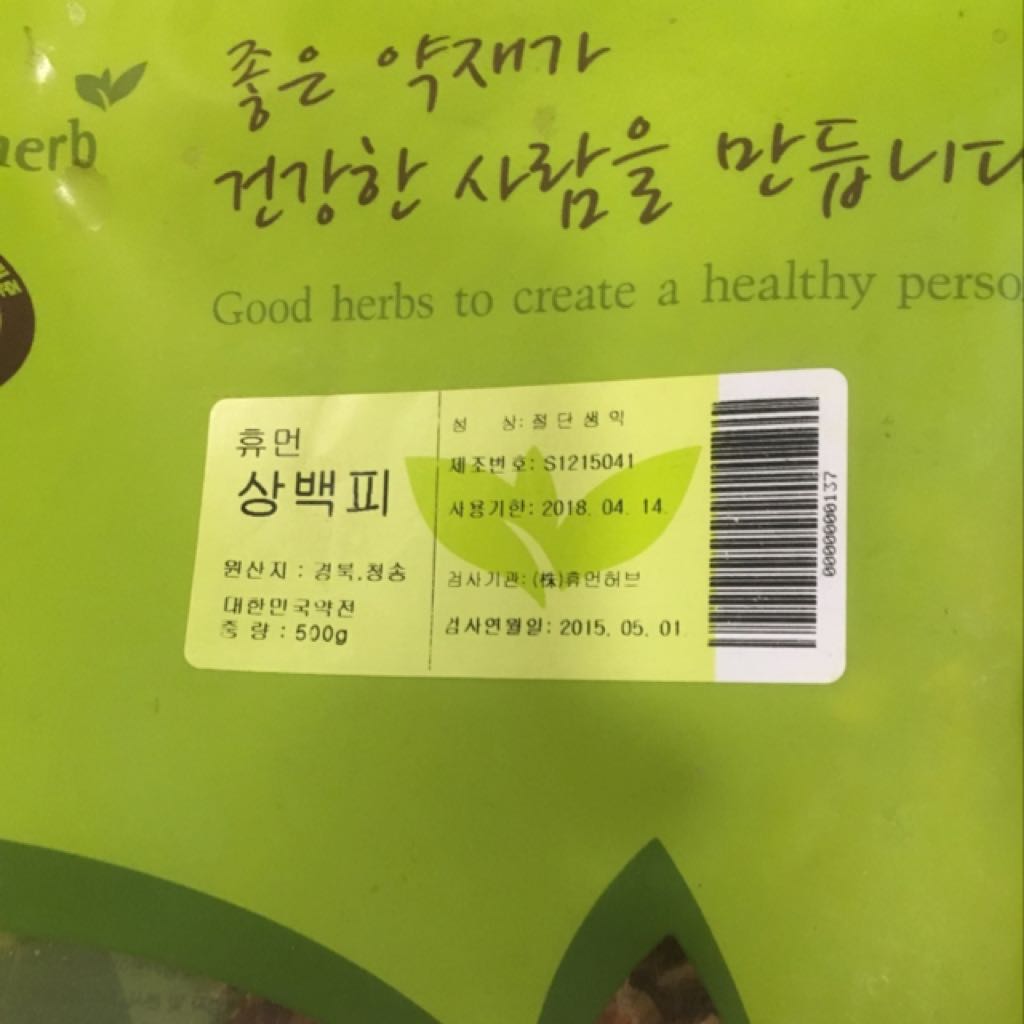 herb
좋은 약재가
건강한 사람을 만듭니다
Good herbs to create a healthy perso
휴먼
상백피
원산지 : 경북.청송
대한민국약전
중 량 : 500g
성 상: 절단생약
제조번호: S1215041
사용기한: 2018. 04. 14.
검사기관: (株)휴먼허브
검사연월일: 2015. 05. 01
0000000137